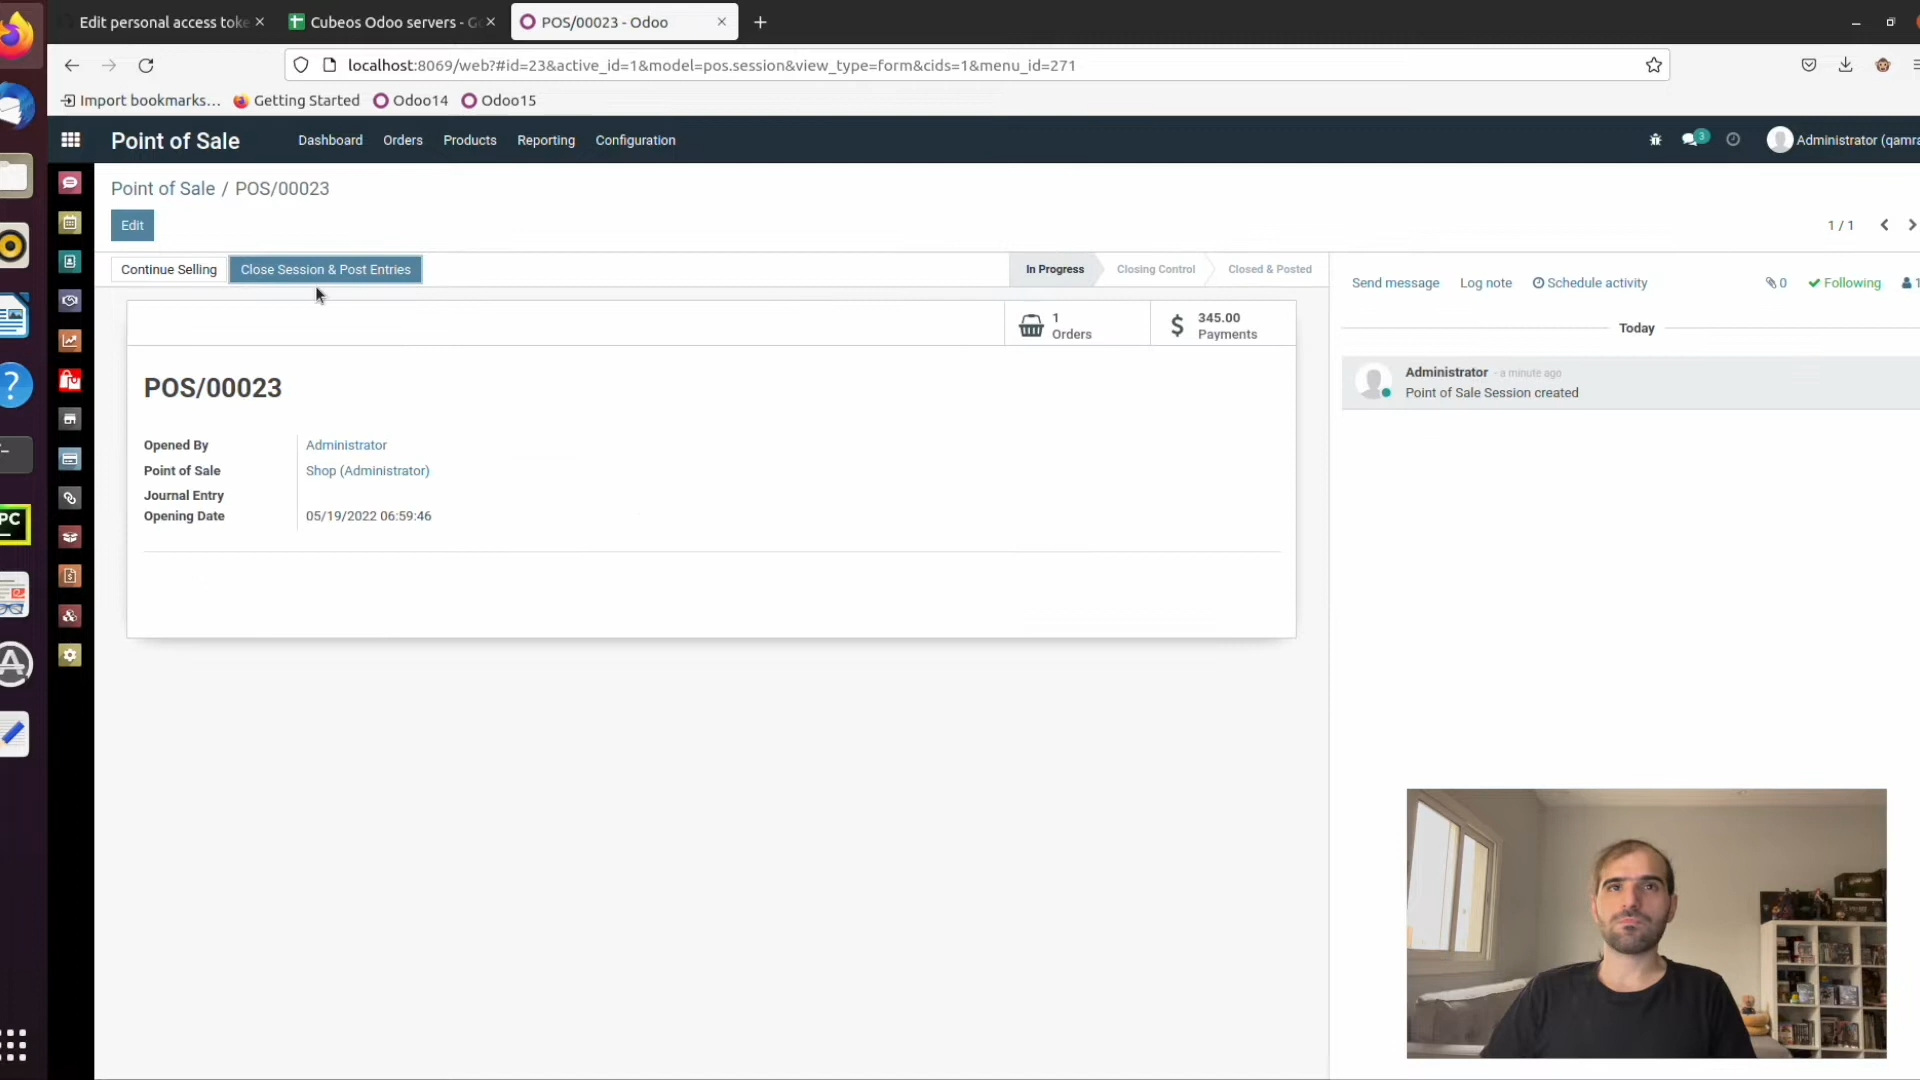 Edit personal access toke
Cubeos Odoo servers - G
POS/00023 - Odoo
localhost:8069/web?#id=23&active_id=1&model=pos.session&view_type=form&cids=1&menu_id=271
Import bookmarks...
Getting Started
Odoo14
Odoo15
Point of Sale
Dashboard
Orders
Products
Reporting
Configuration
3
Administrator (qamra
Point of Sale / POS/00023
Edit
1 / 1
Continue Selling
Close Session & Post Entries
In Progress
Closing Control
Closed & Posted
Send message
Log note
Schedule activity
0
Following
1
1
Orders
345.00
Payments
Today
POS/00023
Administrator - a minute ago
Point of Sale Session created
Opened By
Administrator
Point of Sale
Shop (Administrator)
Journal Entry
Opening Date
05/19/2022 06:59:46
PC